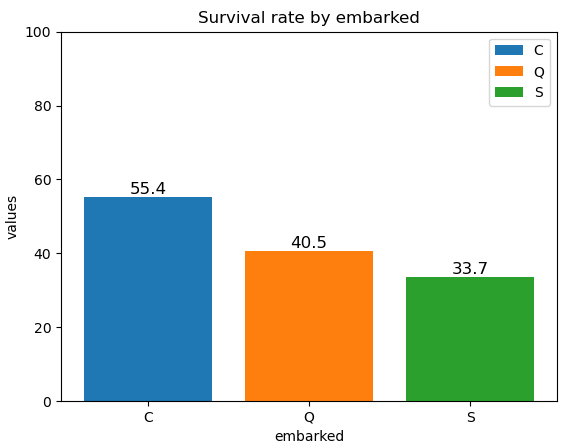 Survival rate by embarked
100
80
60
40
20
0
values
55.4
40.5
33.7
C
Q
S
C
Q
S
embarked